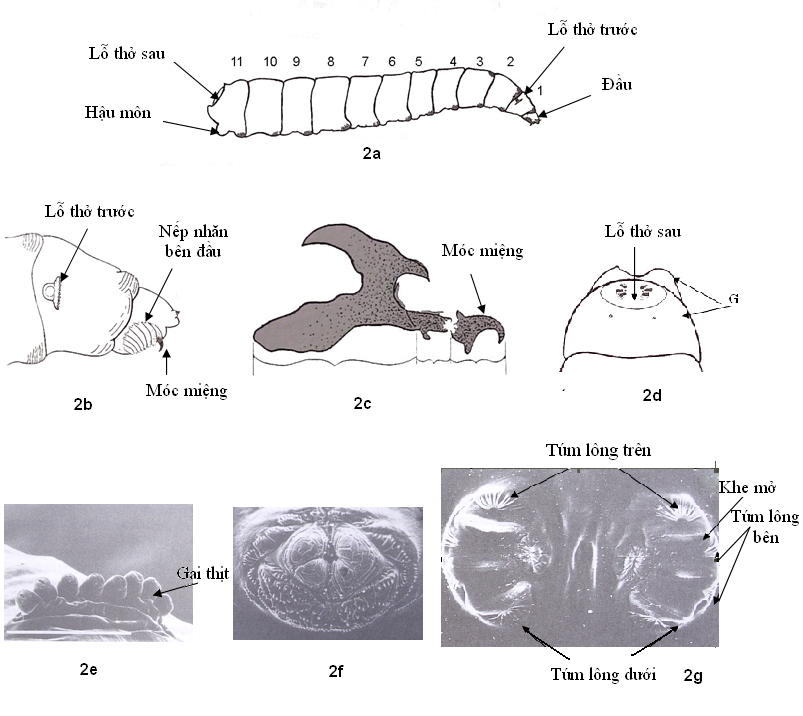 Lỗ thở trước
Lỗ thở sau
11 10 9 8 7 6 5 4 3 2
1
Đầu
Hậu môn
2a
Lỗ thở trước
Nếp nhăn
bên đầu
Móc miệng
2b
Móc miệng
2c
Lỗ thở sau
G
2d
Túm lông trên
Khe mở
Túm lông
bên
Gai thịt
Túm lông dưới
2e
2f
2g